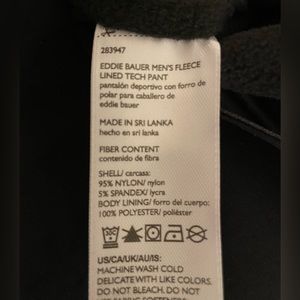 283947
EDDIE BAUER MEN'S FLEECE
LINED TECH PANT
pantalón deportivo con forro de
polar para caballero de
eddie bauer
MADE IN SRI LANKA
hecho en sri lanka
FIBER CONTENT
contenido de fibra
SHELL/ carcasa:
95% NYLON/ nylon
5% SPANDEX/ lycra
BODY LINING/ forro del cuerpo:
100% POLYESTER/ poliéster
US/CA/UK/AU/IS:
MACHINE WASH COLD
DELICATE WITH LIKE COLORS.
DO NOT BLEACH. DO NOT